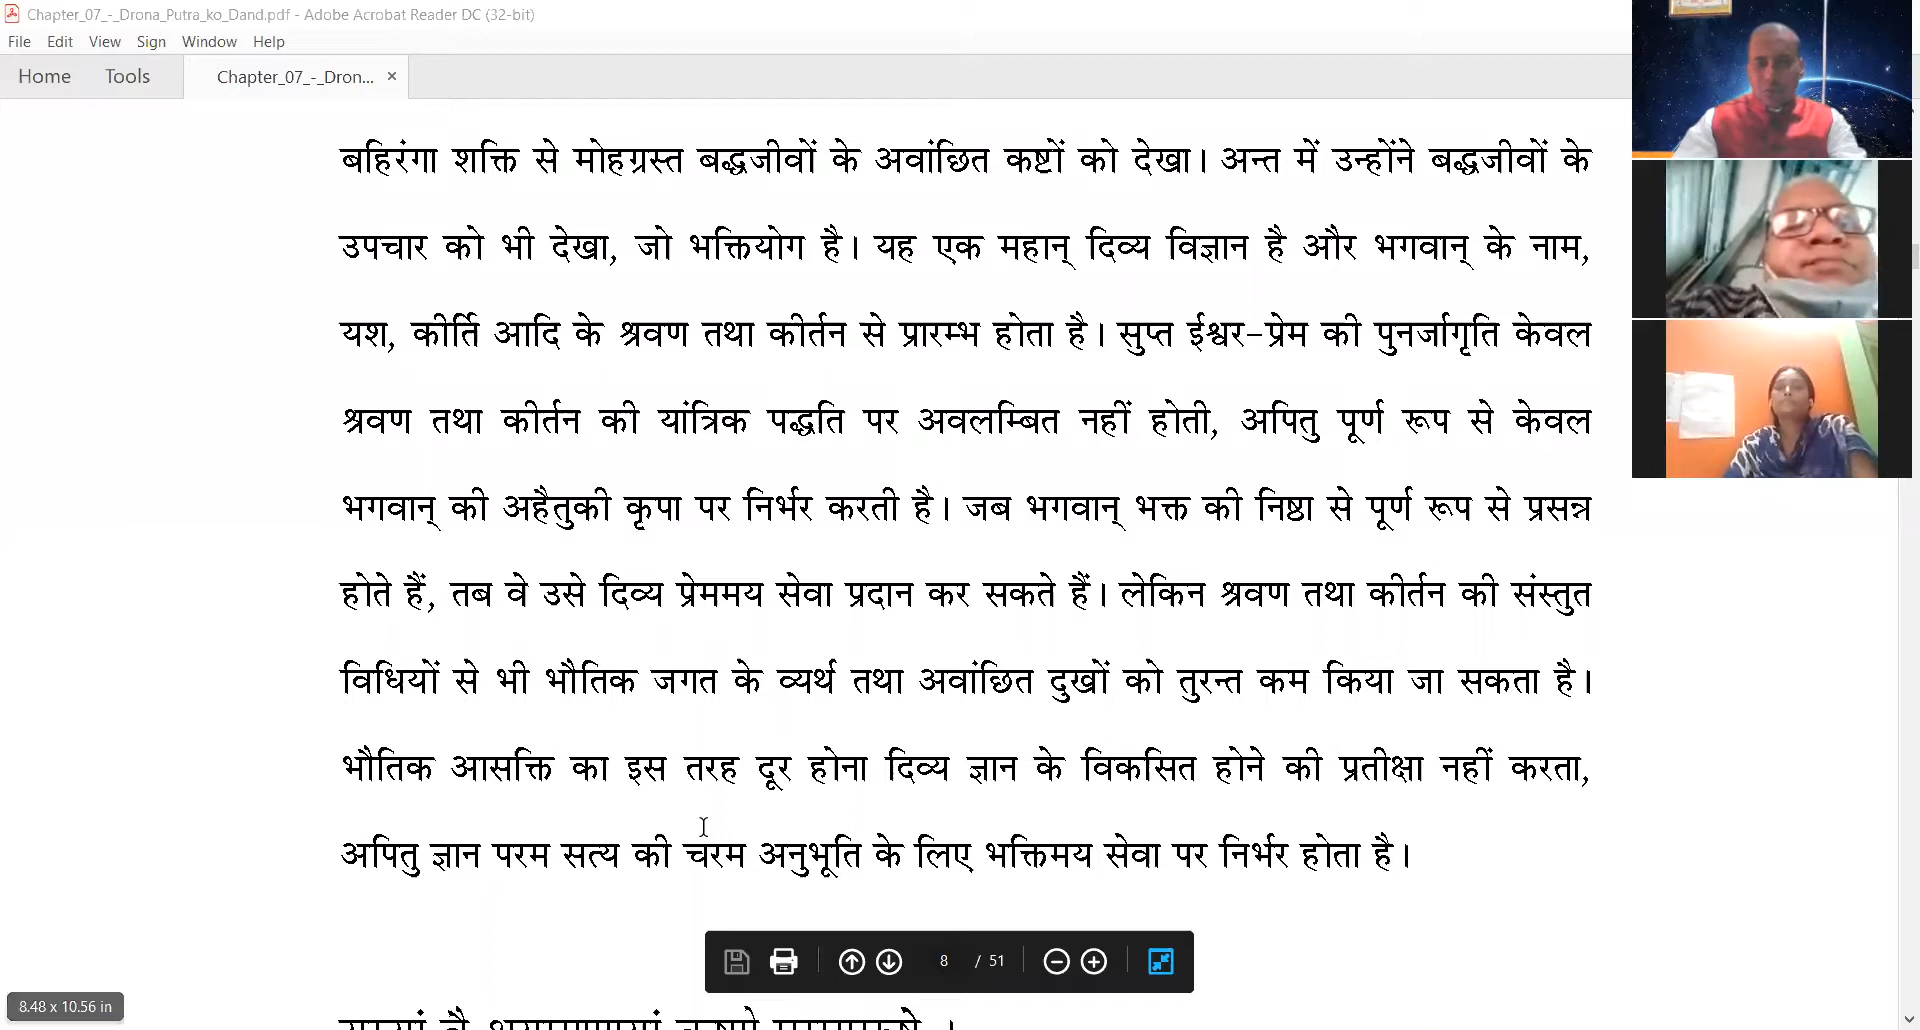 Chapter_07_-_Drona_Putra_ko_Dand.pdf - Adobe Acrobat Reader DC (32-bit)
File Edit View Sign Window Help
Home Tools Chapter_07_-_Dron... ×
बहिरंगा शक्ति से मोहग्रस्त बद्धजीवों के अवांछित कष्टों को देखा। अन्त में उन्होंने बद्धजीवों के
उपचार को भी देखा, जो भक्तियोग है। यह एक महान् दिव्य विज्ञान है और भगवान् के नाम,
यश, कीर्ति आदि के श्रवण तथा कीर्तन से प्रारम्भ होता है। सुप्त ईश्वर-प्रेम की पुनर्जागृति केवल
श्रवण तथा कीर्तन की यांत्रिक पद्धति पर अवलम्बित नहीं होती, अपितु पूर्ण रूप से केवल
भगवान् की अहैतुकी कृपा पर निर्भर करती है। जब भगवान् भक्त की निष्ठा से पूर्ण रूप से प्रसन्न
होते हैं, तब वे उसे दिव्य प्रेममय सेवा प्रदान कर सकते हैं। लेकिन श्रवण तथा कीर्तन की संस्तुत
विधियों से भी भौतिक जगत के व्यर्थ तथा अवांछित दुखों को तुरन्त कम किया जा सकता है।
भौतिक आसक्ति का इस तरह दूर होना दिव्य ज्ञान के विकसित होने की प्रतीक्षा नहीं करता,
अपितु ज्ञान परम सत्य की चरम अनुभूति के लिए भक्तिमय सेवा पर निर्भर होता है।
8 / 51
8.48 x 10.56 in